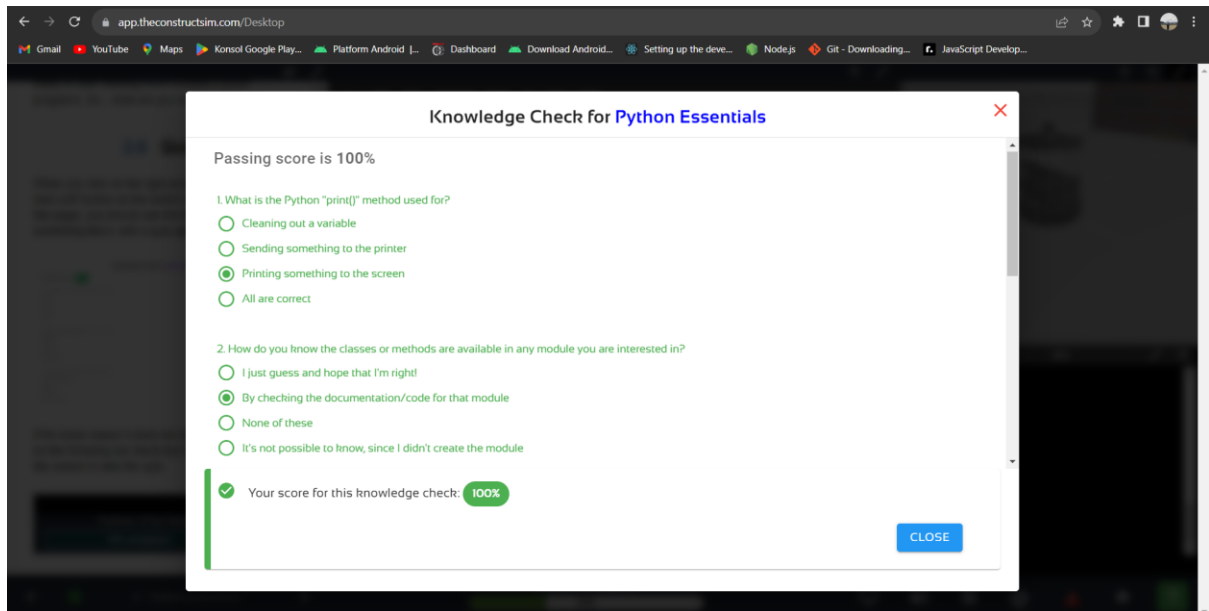 app.theconstructsim.com/Desktop
Gmail YouTube Maps Konsol Google Play... Platform Android |... Dashboard Download Android... Setting up the deve... Node.js Git - Downloading... JavaScript Develop...
Knowledge Check for Python Essentials
Passing score is 100%
1. What is the Python "print()" method used for?
Cleaning out a variable
Sending something to the printer
Printing something to the screen
All are correct
2. How do you know the classes or methods are available in any module you are interested in?
I just guess and hope that I'm right!
By checking the documentation/code for that module
None of these
It's not possible to know, since I didn't create the module
Your score for this knowledge check: 100%
CLOSE